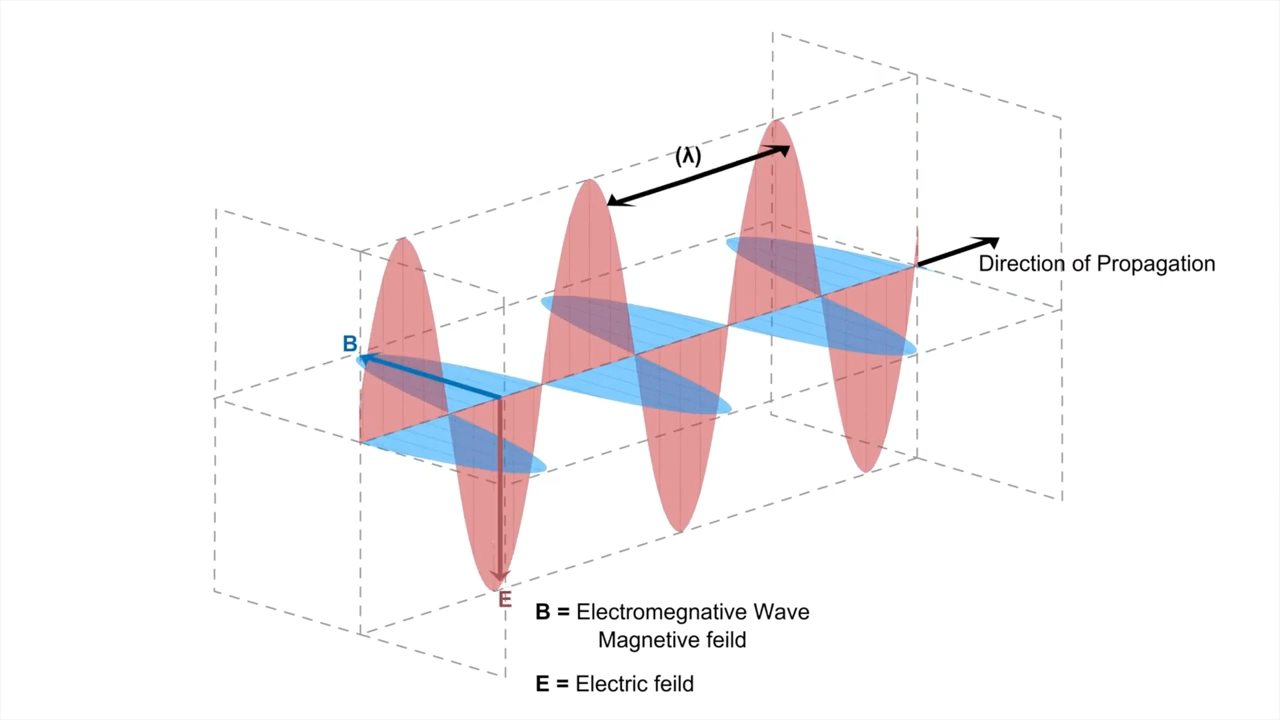 (λ)
Direction of Propagation
B
E
B = Electromegnative Wave
Magnetive feild
E = Electric feild